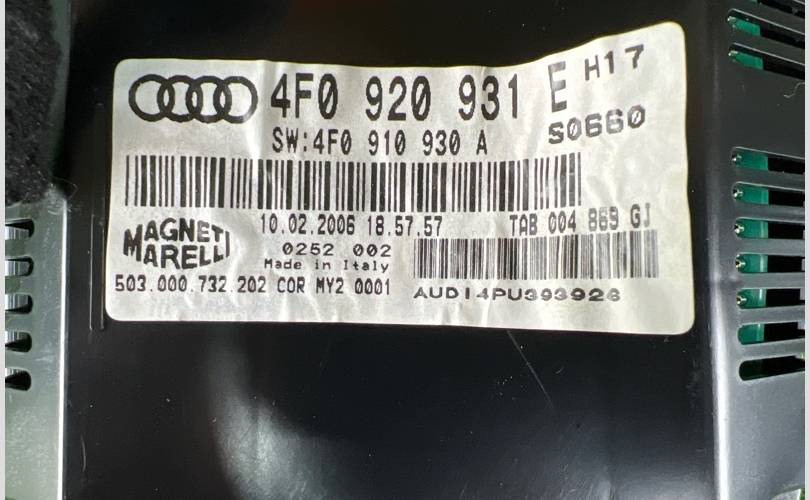 4F0 920 931 E H17
SW:4F0 910 930 A S0660
10.02.2006 18.57.57 TAB 004 869 GJ
MAGNETI MARELLI
0252 002
Made in Italy
503.000.732.202 COR MY2 0001
AUDI4PU393926